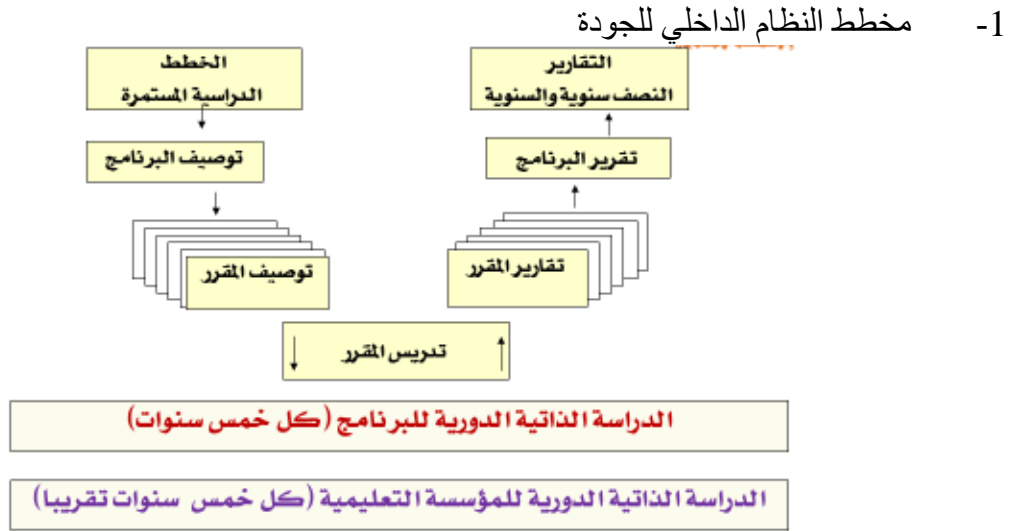 1- مخطط النظام الداخلي للجودة
التقارير
النصف سنوية والسنوية
الخطط
الدراسية المستمرة
تقرير البرنامج
توصيف البرنامج
تقارير المقرر
توصيف المقرر
تدريس المقرر
الدراسة الذاتية الدورية للبرنامج (كل خمس سنوات)
الدراسة الذاتية الدورية للمؤسسة التعليمية (كل خمس سنوات تقريبا)